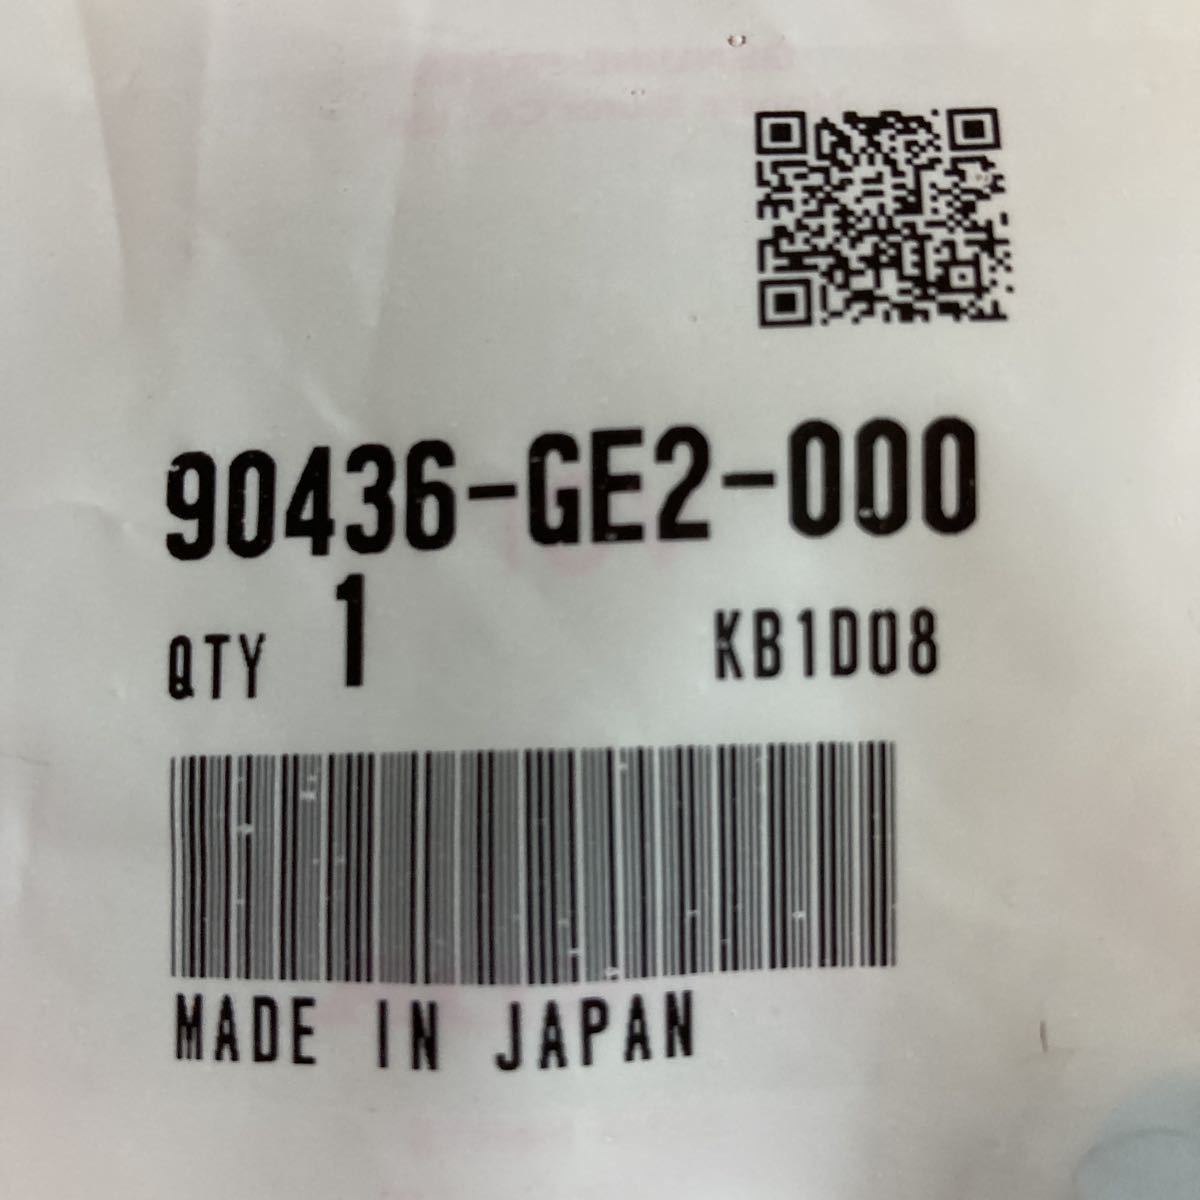 90436-GE2-000
QTY 1 KB1D08
MADE IN JAPAN